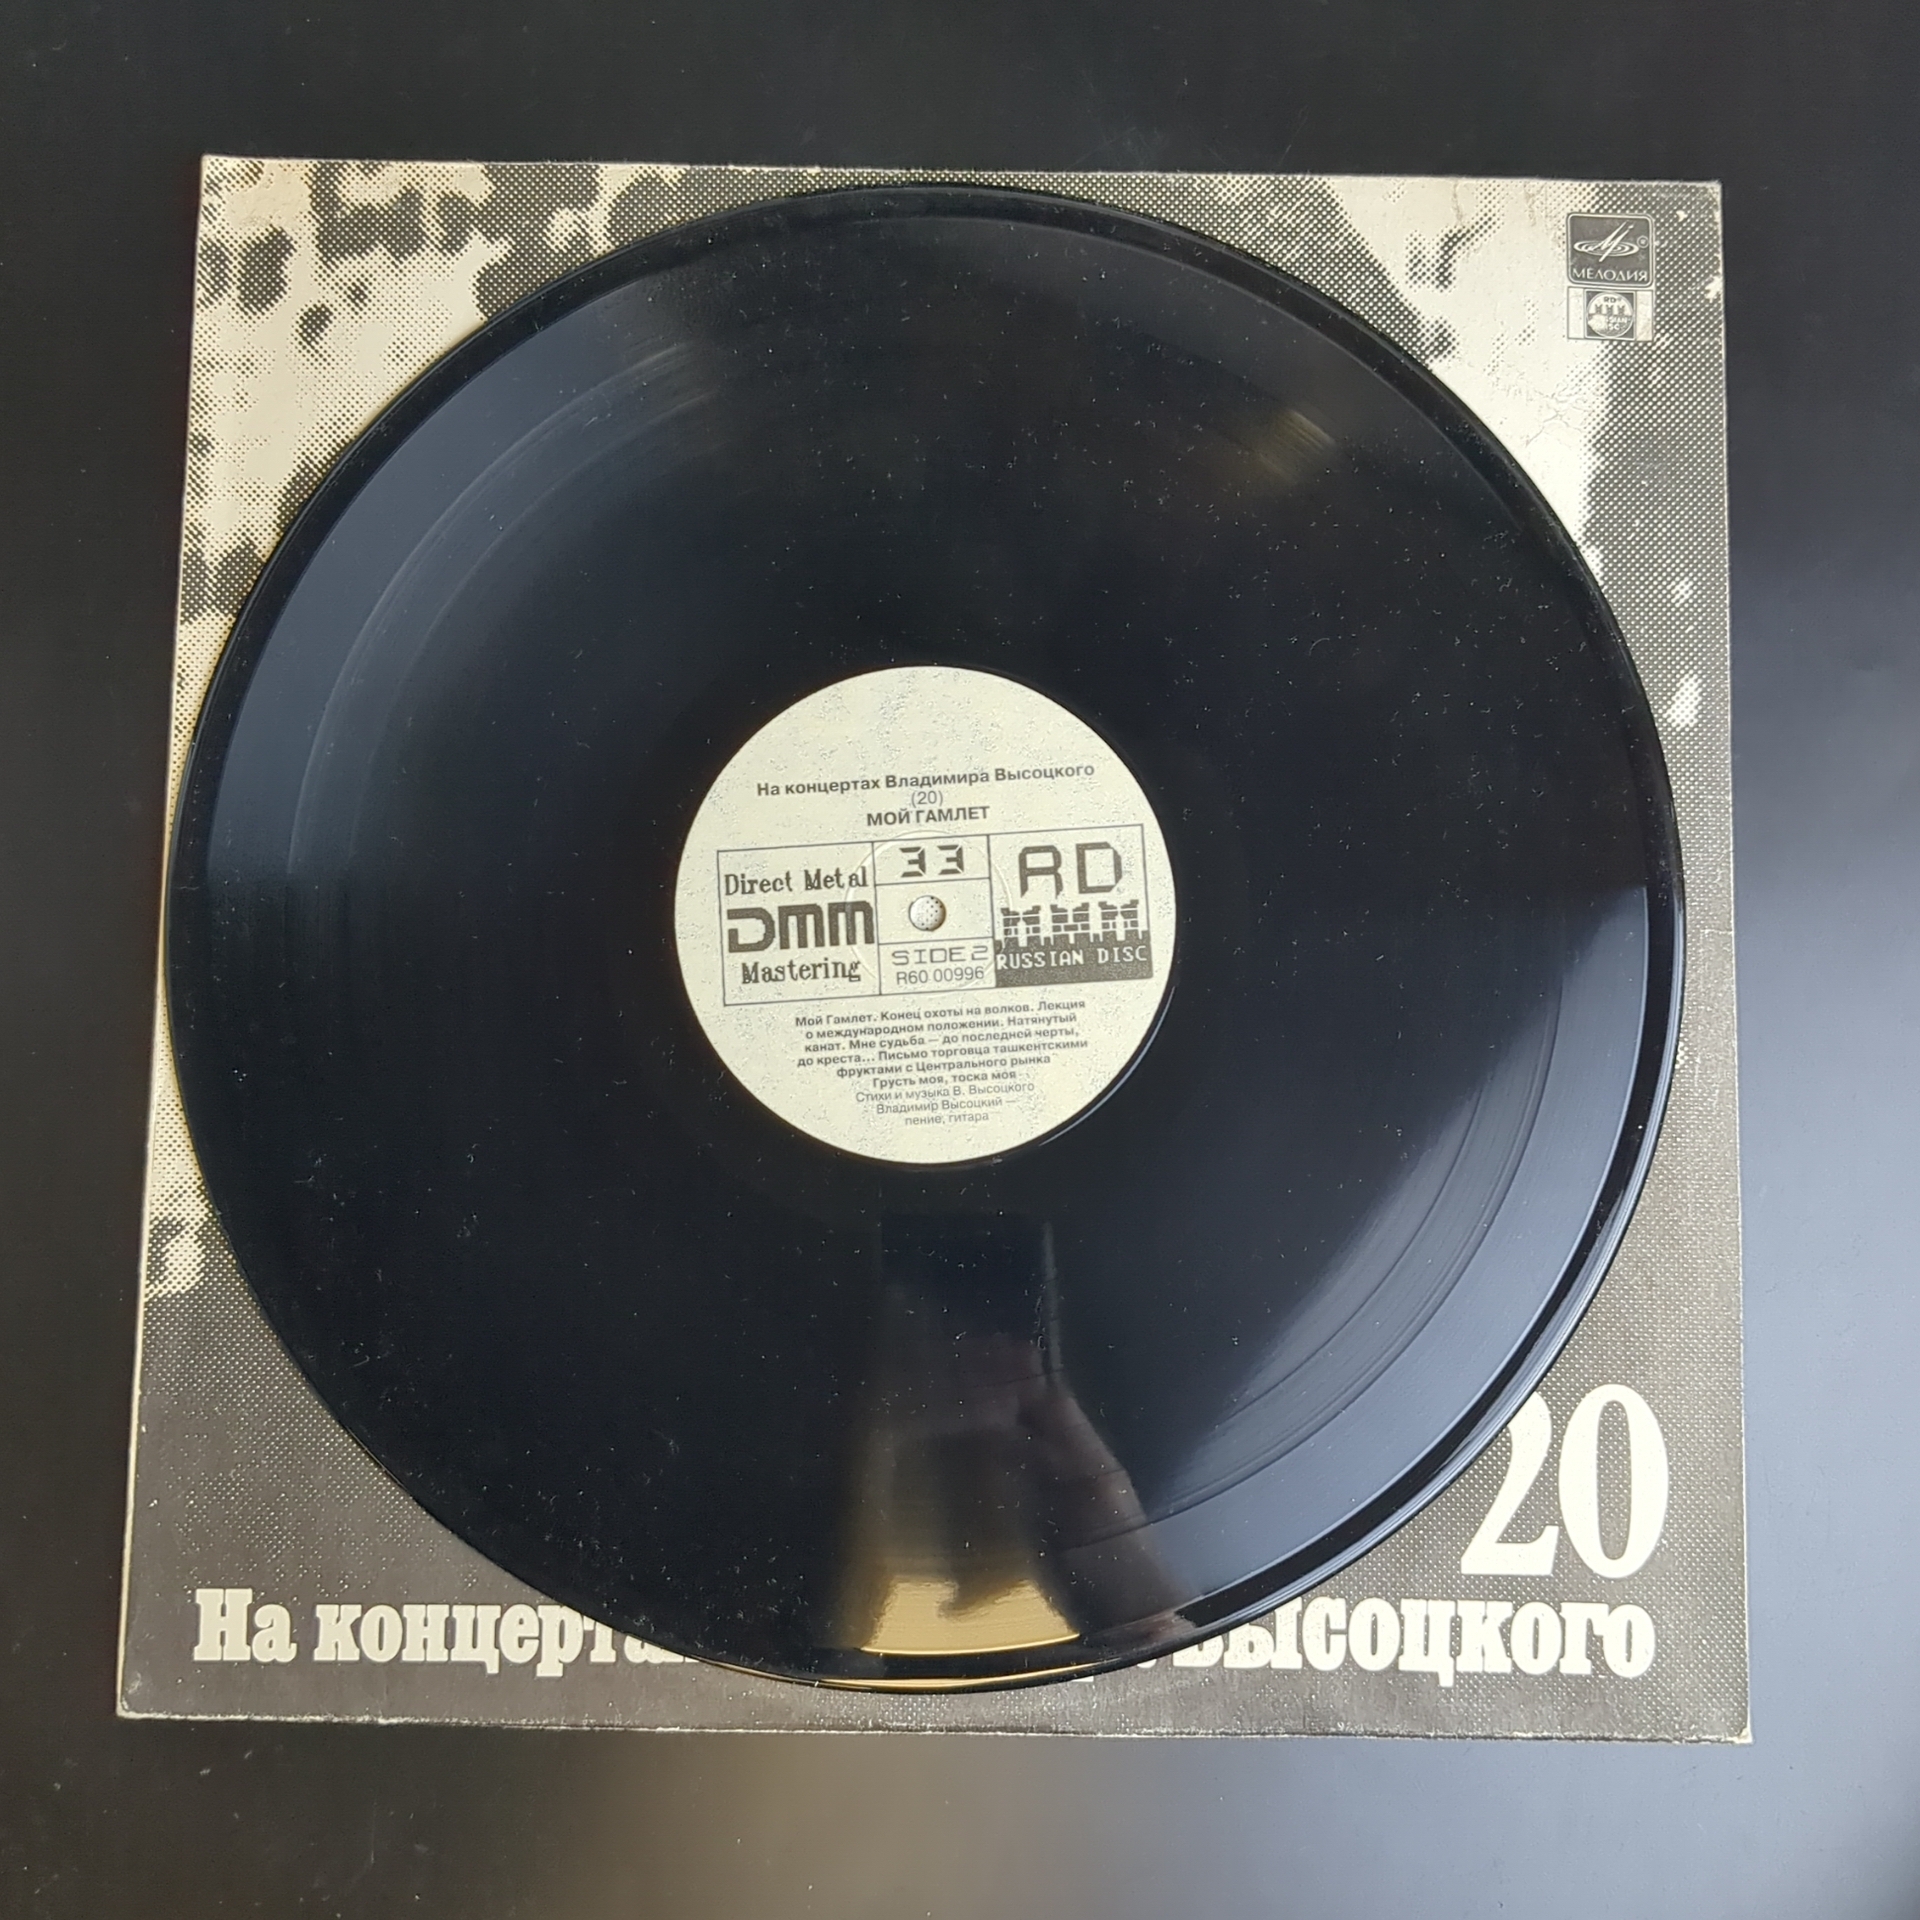 МЕЛОДИЯ
RD
RUSSIAN
DISC
На концертах Владимира Высоцкого
(20)
МОЙ ГАМЛЕТ
Direct Metal
DMM
Mastering
33
SIDE 2
R60 00996
RD
RUSSIAN DISC
Мой Гамлет. Конец охоты на волков. Лекция
о международном положении. Натянутый
канат. Мне судьба — до последней черты,
до креста... Письмо торговца ташкентскими
фруктами с Центрального рынка
Грусть моя, тоска моя
Стихи и музыка В. Высоцкого
Владимир Высоцкий —
пение, гитара
20
На концерта Высоцкого